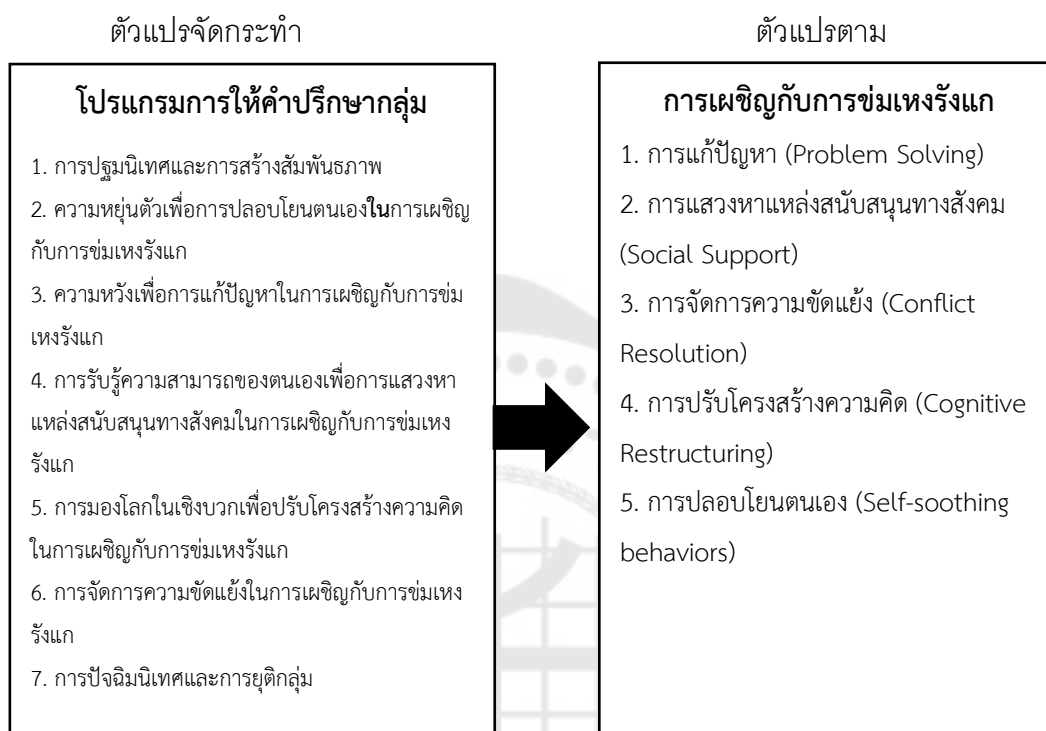 ตัวแปรจัดกระทำ
โปรแกรมการให้คำปรึกษากลุ่ม
1. การปฐมนิเทศและการสร้างสัมพันธภาพ
2. ความหยุ่นตัวเพื่อการปลอบโยนตนเองในการเผชิญ
กับการข่มเหงรังแก
3. ความหวังเพื่อการแก้ปัญหาในการเผชิญกับการข่ม
เหงรังแก
4. การรับรู้ความสามารถของตนเองเพื่อการแสวงหา
แหล่งสนับสนุนทางสังคมในการเผชิญกับการข่มเหง
รังแก
5. การมองโลกในเชิงบวกเพื่อปรับโครงสร้างความคิด
ในการเผชิญกับการข่มเหงรังแก
6. การจัดการความขัดแย้งในการเผชิญกับการข่มเหง
รังแก
7. การปัจฉิมนิเทศและการยุติกลุ่ม
ตัวแปรตาม
การเผชิญกับการข่มเหงรังแก
1. การแก้ปัญหา (Problem Solving)
2. การแสวงหาแหล่งสนับสนุนทางสังคม
(Social Support)
3. การจัดการความขัดแย้ง (Conflict
Resolution)
4. การปรับโครงสร้างความคิด (Cognitive
Restructuring)
5. การปลอบโยนตนเอง (Self-soothing
behaviors)